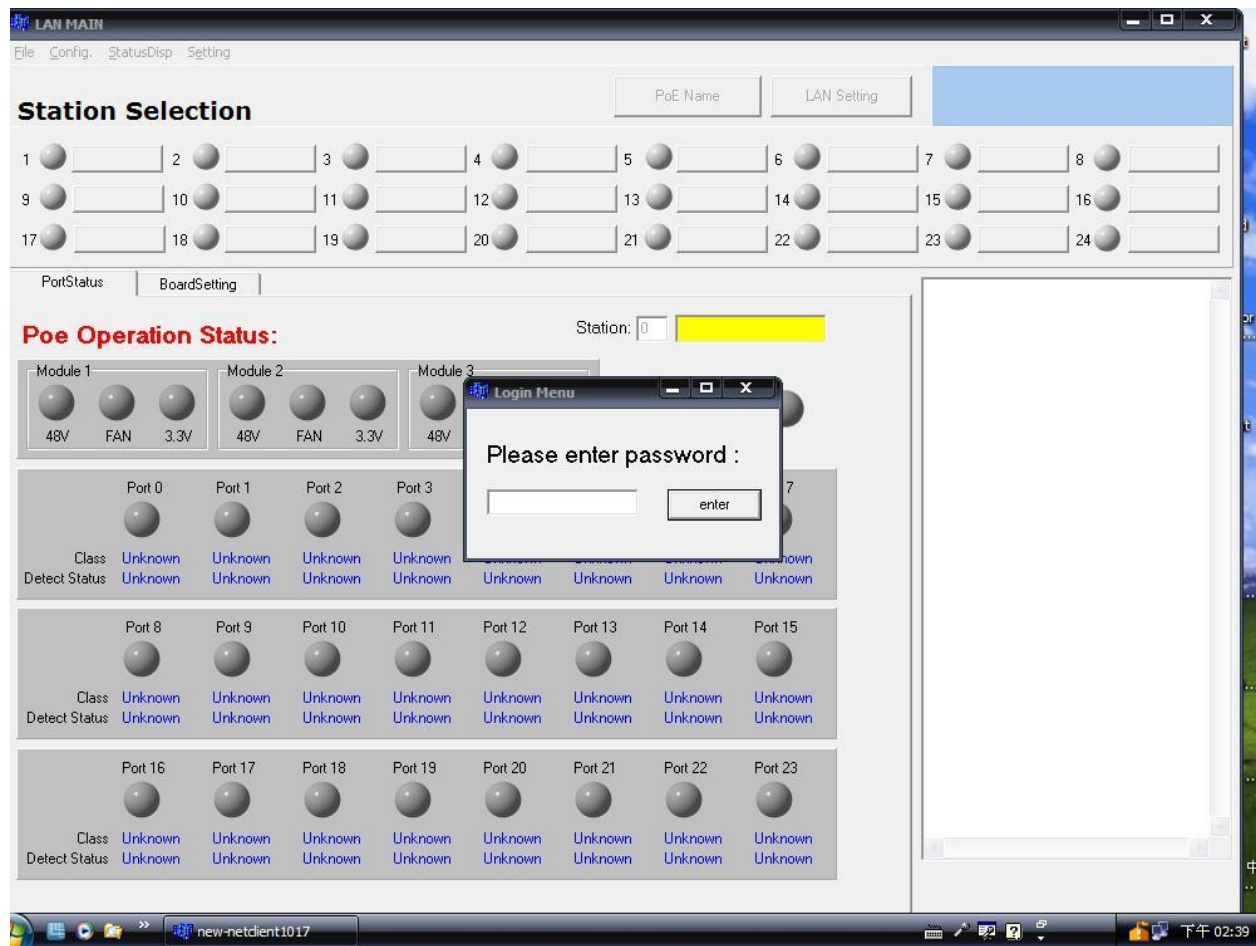 LAN MAIN
File Config. StatusDisp Setting
Station Selection
PoE Name LAN Setting
1 2 3 4 5 6 7 8
9 10 11 12 13 14 15 16
17 18 19 20 21 22 23 24
PortStatus BoardSetting
Poe Operation Status:
Station: 0
Module 1 Module 2 Module 3
48V FAN 3.3V 48V FAN 3.3V 48V
Login Menu
Please enter password :
enter
Port 0 Port 1 Port 2 Port 3 7
Class Unknown Unknown Unknown Unknown
Detect Status Unknown Unknown Unknown Unknown Unknown Unknown Unknown Unknown
Port 8 Port 9 Port 10 Port 11 Port 12 Port 13 Port 14 Port 15
Class Unknown Unknown Unknown Unknown Unknown Unknown Unknown Unknown
Detect Status Unknown Unknown Unknown Unknown Unknown Unknown Unknown Unknown
Port 16 Port 17 Port 18 Port 19 Port 20 Port 21 Port 22 Port 23
Class Unknown Unknown Unknown Unknown Unknown Unknown Unknown Unknown
Detect Status Unknown Unknown Unknown Unknown Unknown Unknown Unknown Unknown
new-netclient1017
下午 02:39